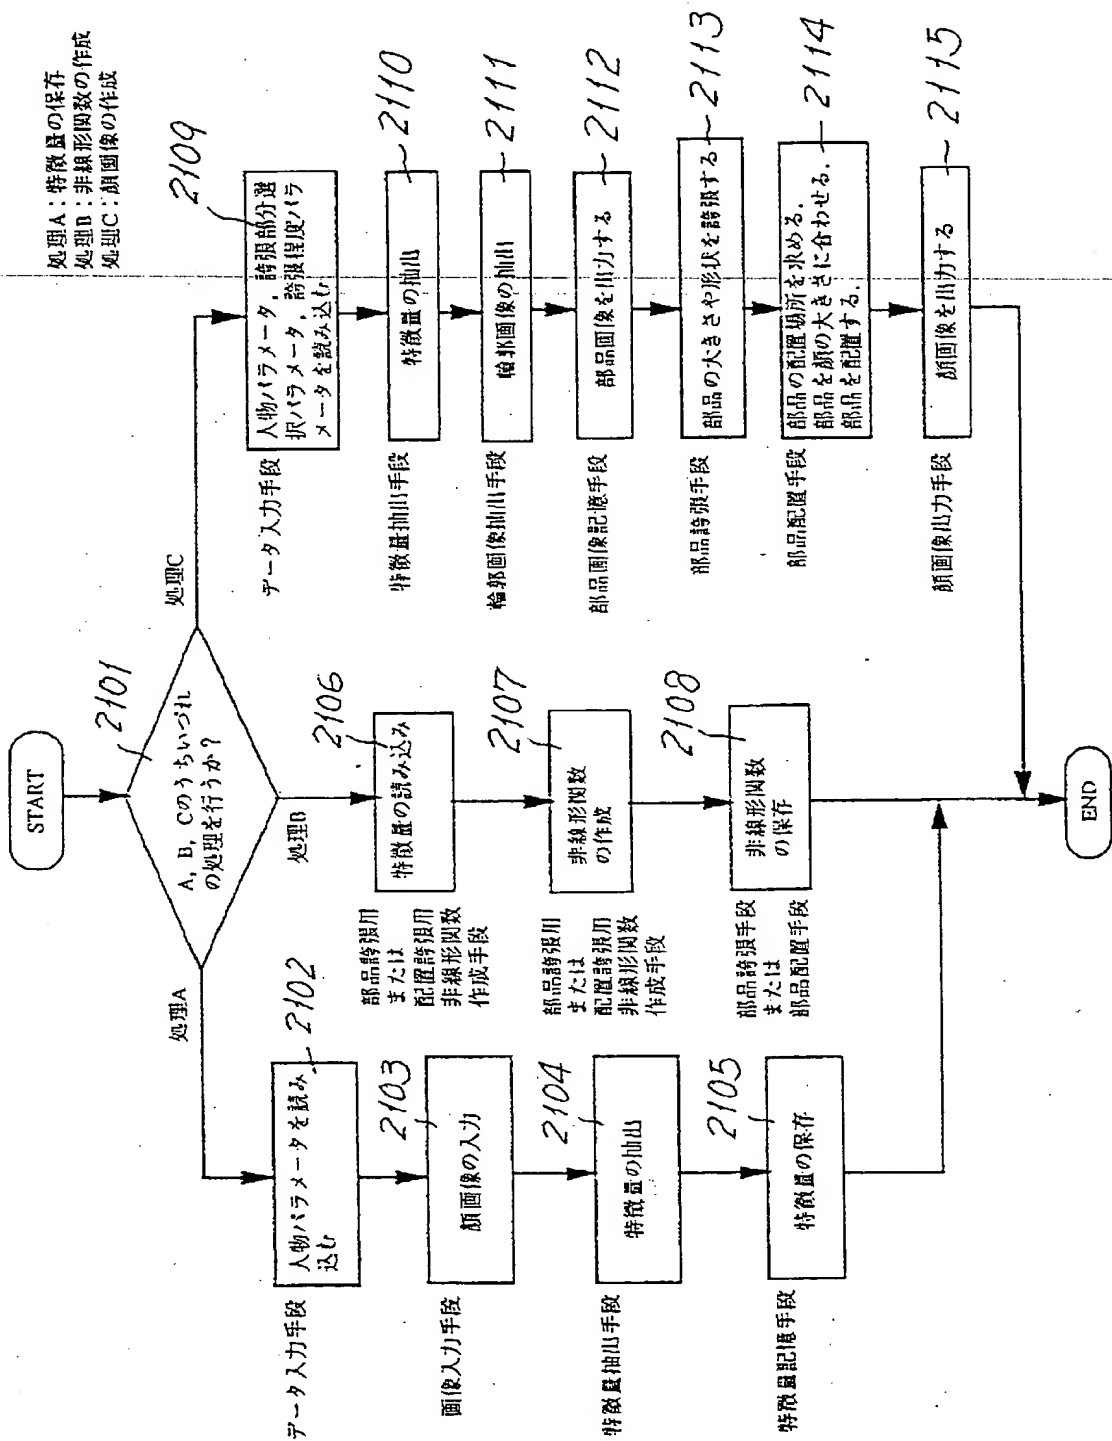 処理A：特徴量の保存
処理B：非線形関数の作成
処理C：顔画像の作成
START
2101
A, B, Cのうちいづれ
の処理を行うか？
処理A
処理B
処理C
データ入力手段
2102
人物パラメータを読み
込む
画像入力手段
2103
顔画像の入力
特徴量抽出手段
2104
特徴量の抽出
特徴量記憶手段
2105
特徴量の保存
部品誇張用
または
配置誇張用
非線形関数
作成手段
2106
特徴量の読み込み
部品誇張用
または
配置誇張用
非線形関数
作成手段
2107
非線形関数
の作成
部品誇張手段
または
部品配置手段
2108
非線形関数
の保存
データ入力手段
2109
人物パラメータ，誇張部分選
択パラメータ，誇張程度パラ
メータを読み込む
特徴量抽出手段
2110
特徴量の抽出
輪郭画像抽出手段
2111
輪郭画像の抽出
部品画像記憶手段
2112
部品画像を出力する
部品誇張手段
2113
部品の大きさや形状を誇張する
部品配置手段
2114
部品の配置場所を求める．
部品を顔の大きさに合わせる．
部品を配置する．
顔画像出力手段
2115
顔画像を出力する
END